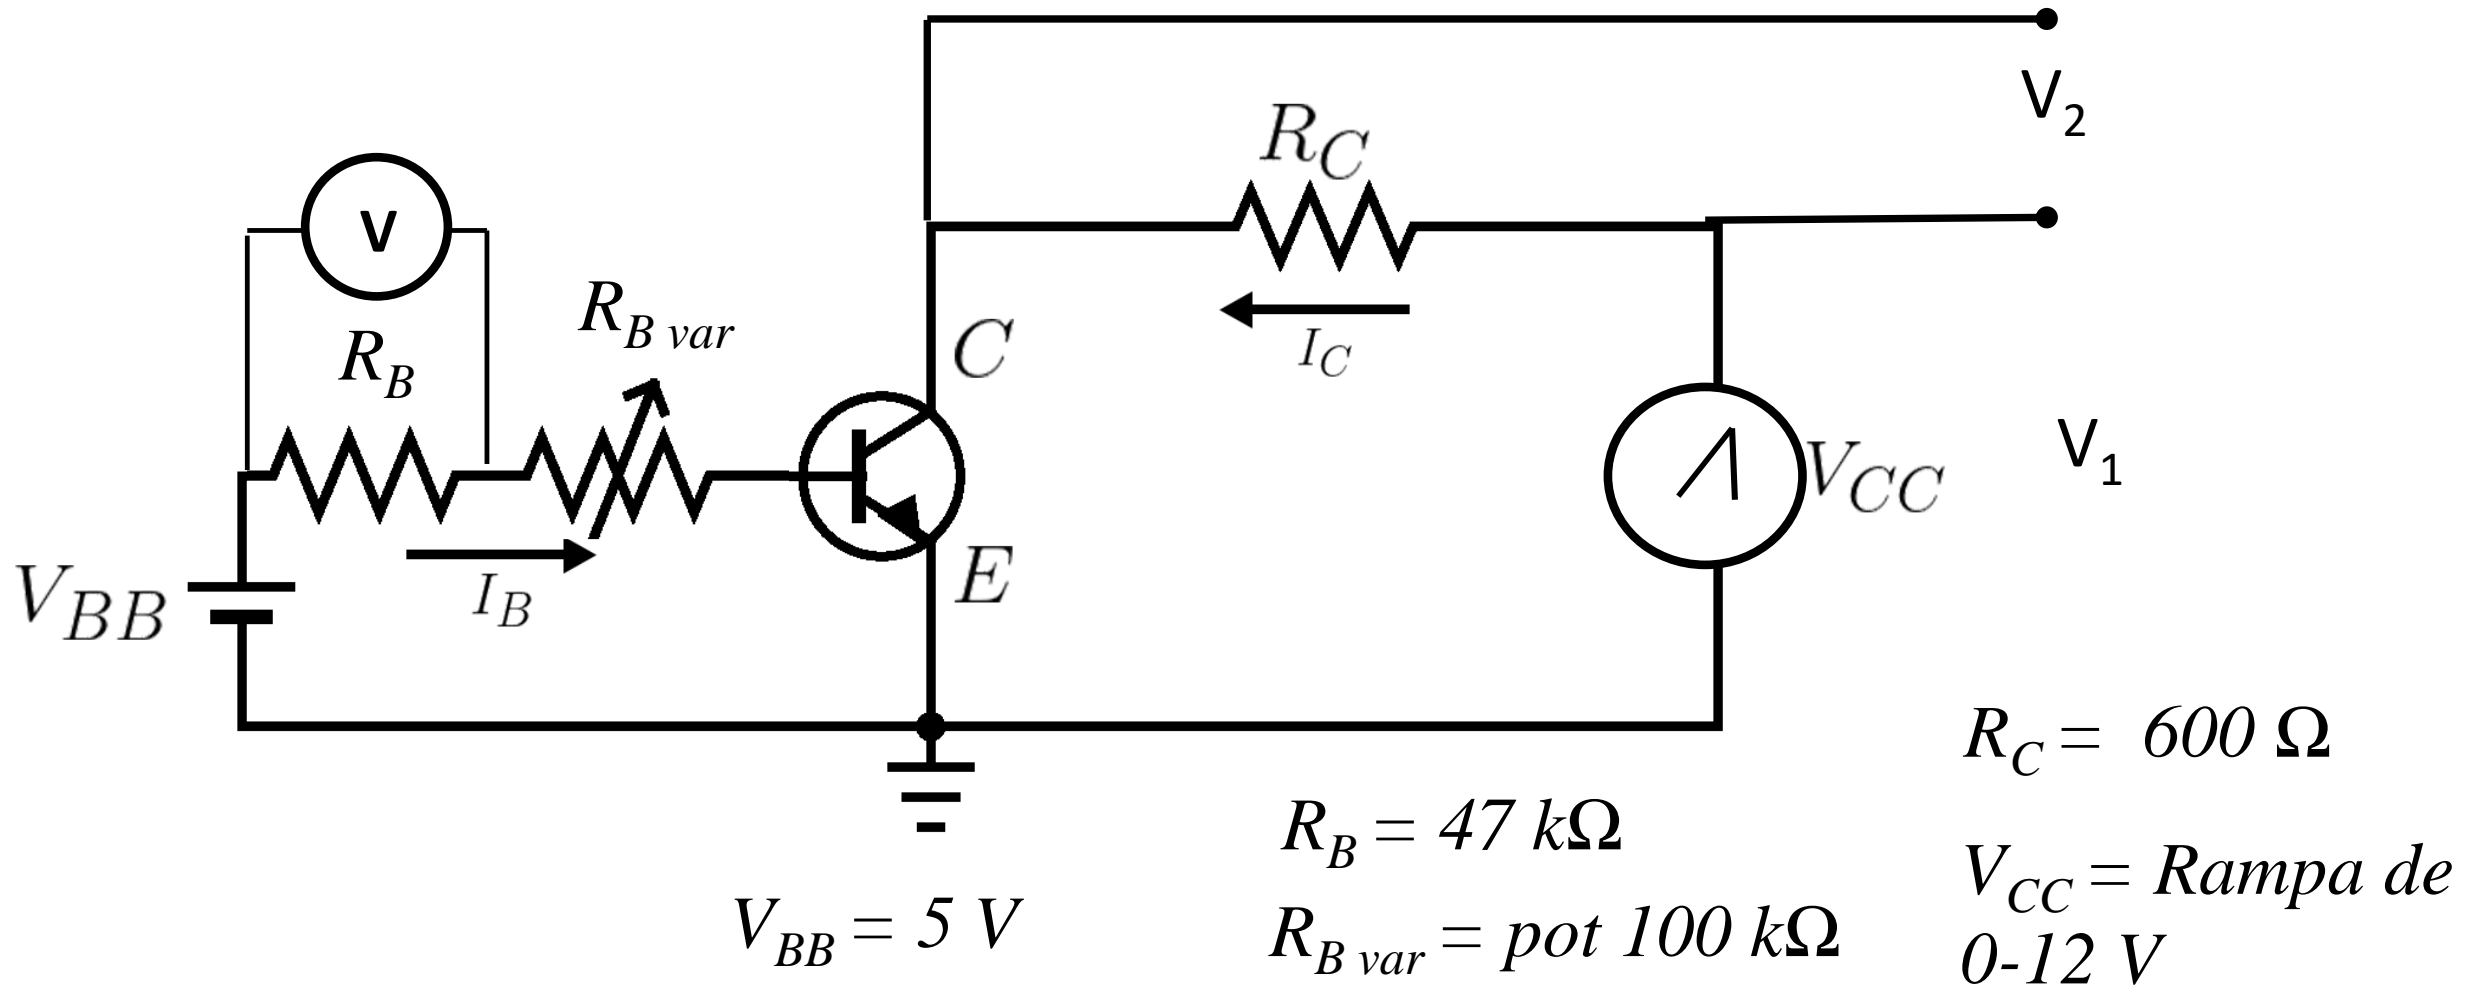 V2
RC
V
RB var
RB
C
IC
V1
VCC
E
VBB
IB
RC = 600 Ω
RB = 47 kΩ
VCC = Rampa de
0-12 V
VBB = 5 V
RB var = pot 100 kΩ